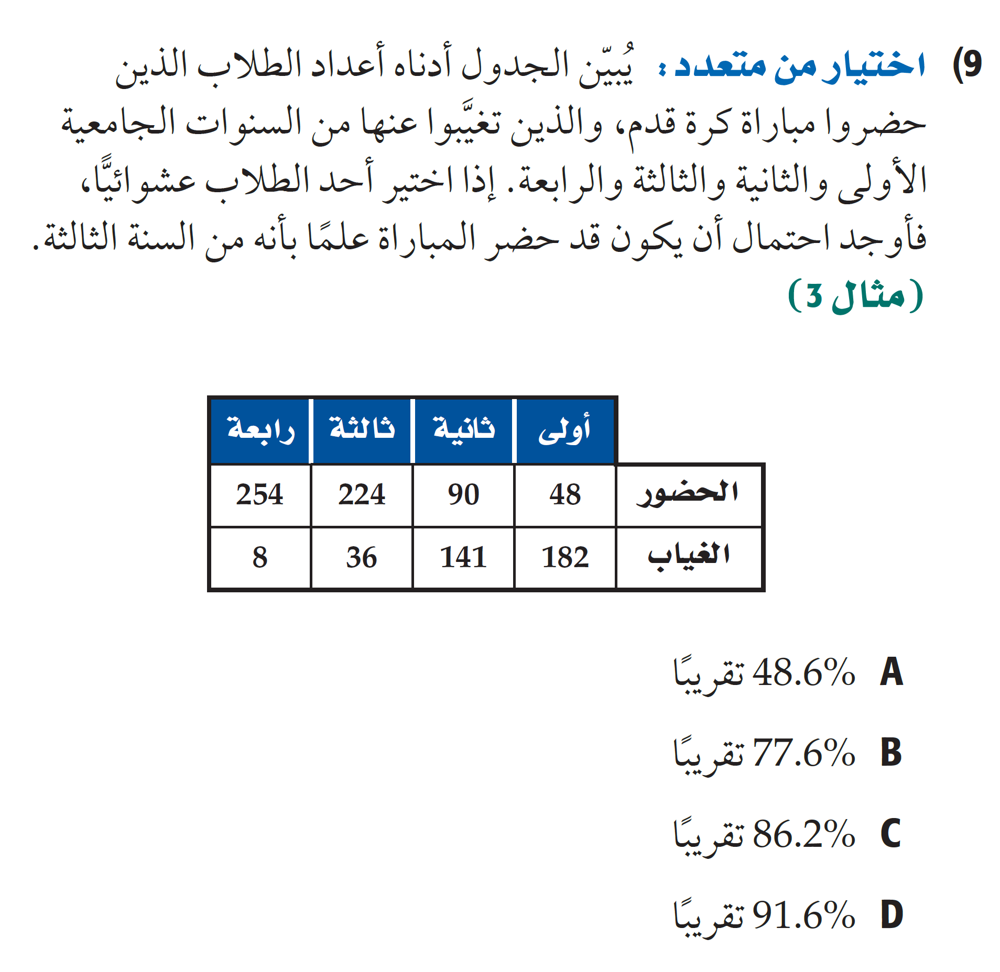 9) اختيار من متعدد: يُبيّن الجدول أدناه أعداد الطلاب الذين
حضروا مباراة كرة قدم، والذين تغيَّبوا عنها من السنوات الجامعية
الأولى والثانية والثالثة والرابعة. إذا اختير أحد الطلاب عشوائيًّا،
فأوجد احتمال أن يكون قد حضر المباراة علمًا بأنه من السنة الثالثة.
(مثال 3)
أولى ثانية ثالثة رابعة
الحضور 48 90 224 254
الغياب 182 141 36 8
A 48.6% تقريبًا
B 77.6% تقريبًا
C 86.2% تقريبًا
D 91.6% تقريبًا